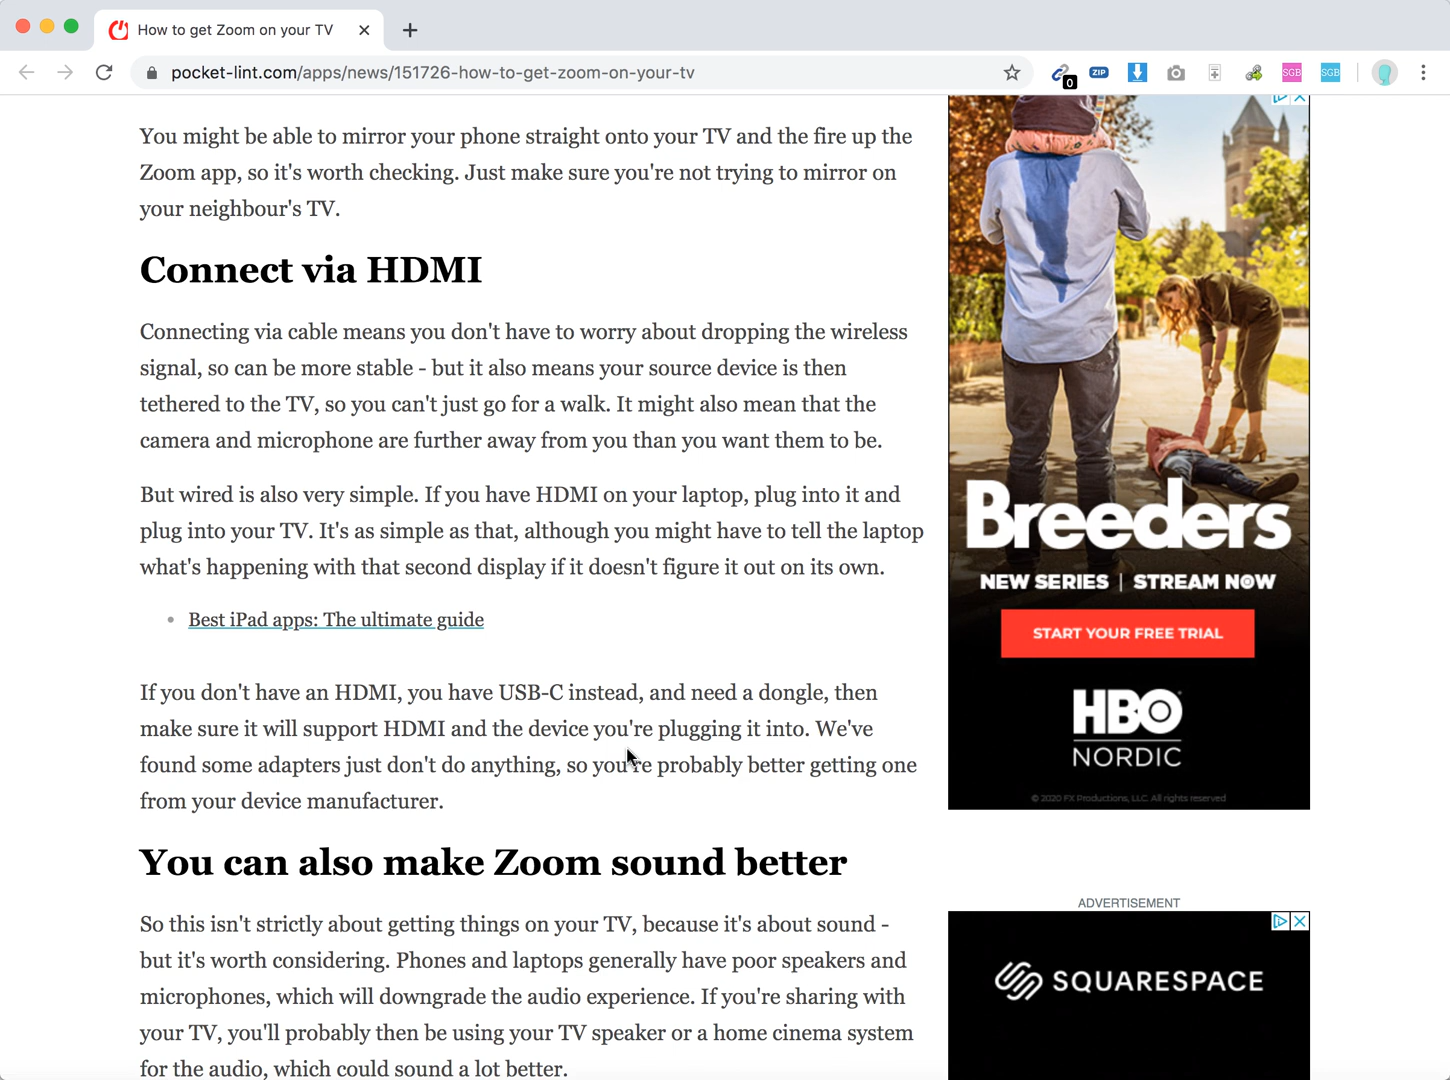 How to get Zoom on your TV
pocket-lint.com/apps/news/151726-how-to-get-zoom-on-your-tv
0
ZIP
SGB
SGB
You might be able to mirror your phone straight onto your TV and the fire up the
Zoom app, so it's worth checking. Just make sure you're not trying to mirror on
your neighbour's TV.
Connect via HDMI
Connecting via cable means you don't have to worry about dropping the wireless
signal, so can be more stable - but it also means your source device is then
tethered to the TV, so you can't just go for a walk. It might also mean that the
camera and microphone are further away from you than you want them to be.
But wired is also very simple. If you have HDMI on your laptop, plug into it and
plug into your TV. It's as simple as that, although you might have to tell the laptop
what's happening with that second display if it doesn't figure it out on its own.
• Best iPad apps: The ultimate guide
If you don't have an HDMI, you have USB-C instead, and need a dongle, then
make sure it will support HDMI and the device you're plugging it into. We've
found some adapters just don't do anything, so you're probably better getting one
from your device manufacturer.
You can also make Zoom sound better
So this isn't strictly about getting things on your TV, because it's about sound -
but it's worth considering. Phones and laptops generally have poor speakers and
microphones, which will downgrade the audio experience. If you're sharing with
your TV, you'll probably then be using your TV speaker or a home cinema system
for the audio, which could sound a lot better.
Breeders
NEW SERIES | STREAM NOW
START YOUR FREE TRIAL
HBO
NORDIC
© 2020 FX Productions, LLC. All rights reserved
ADVERTISEMENT
SQUARESPACE